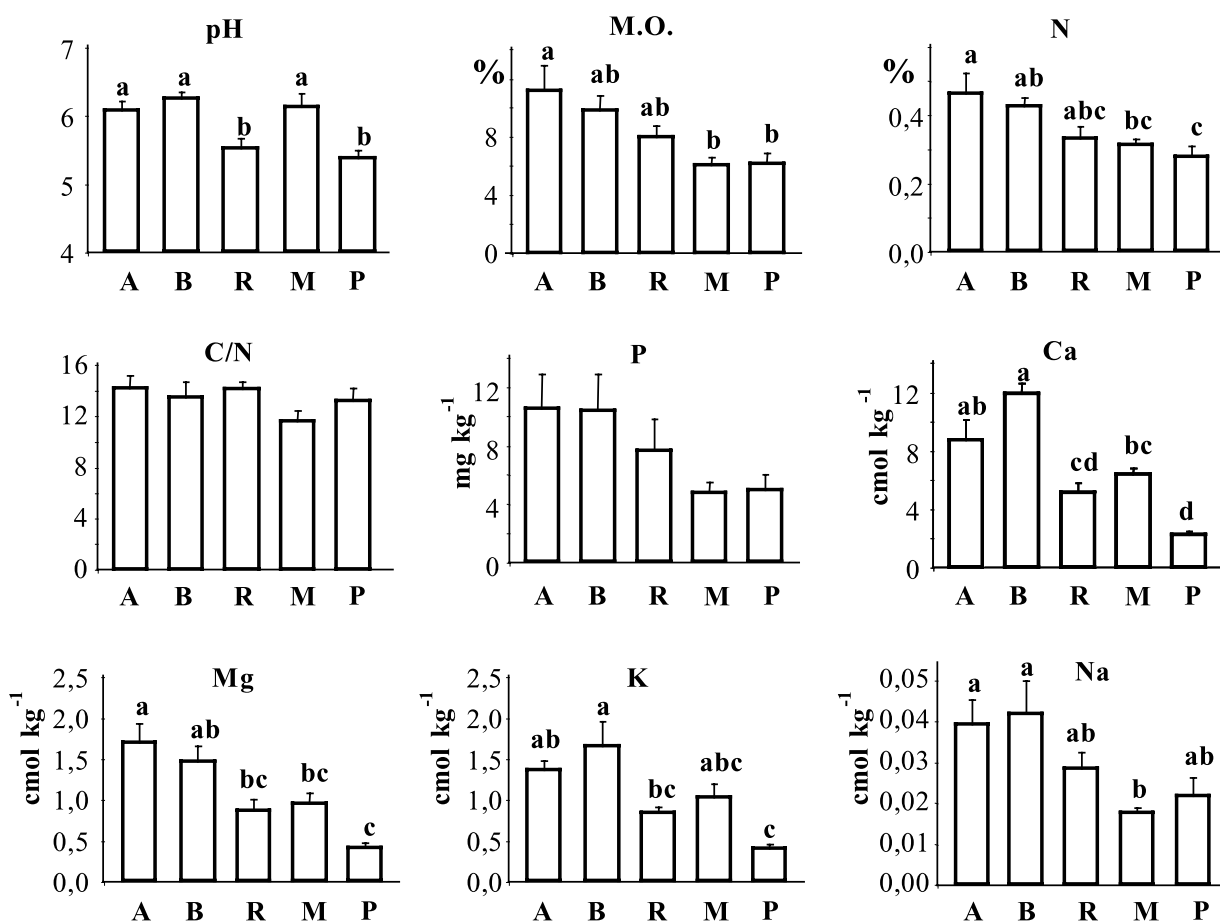 pH
7
6
5
4
a
a
b
a
b
A B R M P
M.O.
%
8
4
0
a
ab
ab
b
b
A B R M P
N
%
0,4
0,2
0,0
a
ab
abc
bc
c
A B R M P
C/N
16
12
8
4
0
A B R M P
P
mg kg-1
12
8
4
0
A B R M P
Ca
cmol kg-1
12
8
4
0
ab
a
cd
bc
d
A B R M P
Mg
cmol kg-1
2,5
2,0
1,5
1,0
0,5
0,0
a
ab
bc
bc
c
A B R M P
K
cmol kg-1
2,5
2,0
1,5
1,0
0,5
0,0
ab
a
bc
abc
c
A B R M P
Na
cmol kg-1
0,05
0,04
0,03
0,02
0,01
0,00
a
a
ab
b
ab
A B R M P